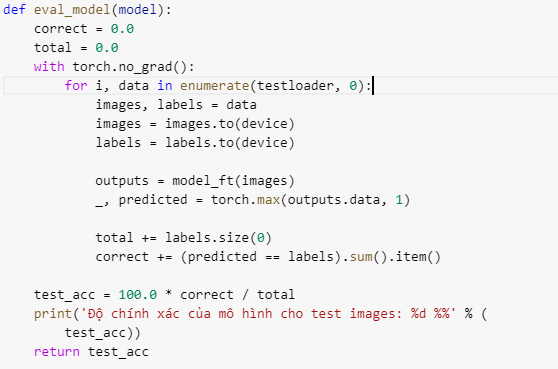 def eval_model(model):
    correct = 0.0
    total = 0.0
    with torch.no_grad():
        for i, data in enumerate(testloader, 0):
            images, labels = data
            images = images.to(device)
            labels = labels.to(device)

            outputs = model_ft(images)
            _, predicted = torch.max(outputs.data, 1)

            total += labels.size(0)
            correct += (predicted == labels).sum().item()

    test_acc = 100.0 * correct / total
    print('Độ chính xác của mô hình cho test images: %d %%' % (
        test_acc))
    return test_acc